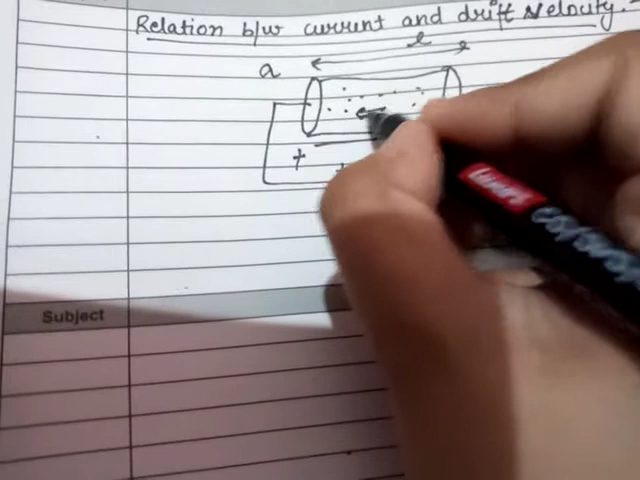 Relation b/w current and drift velocity.
l
a
+
Subject